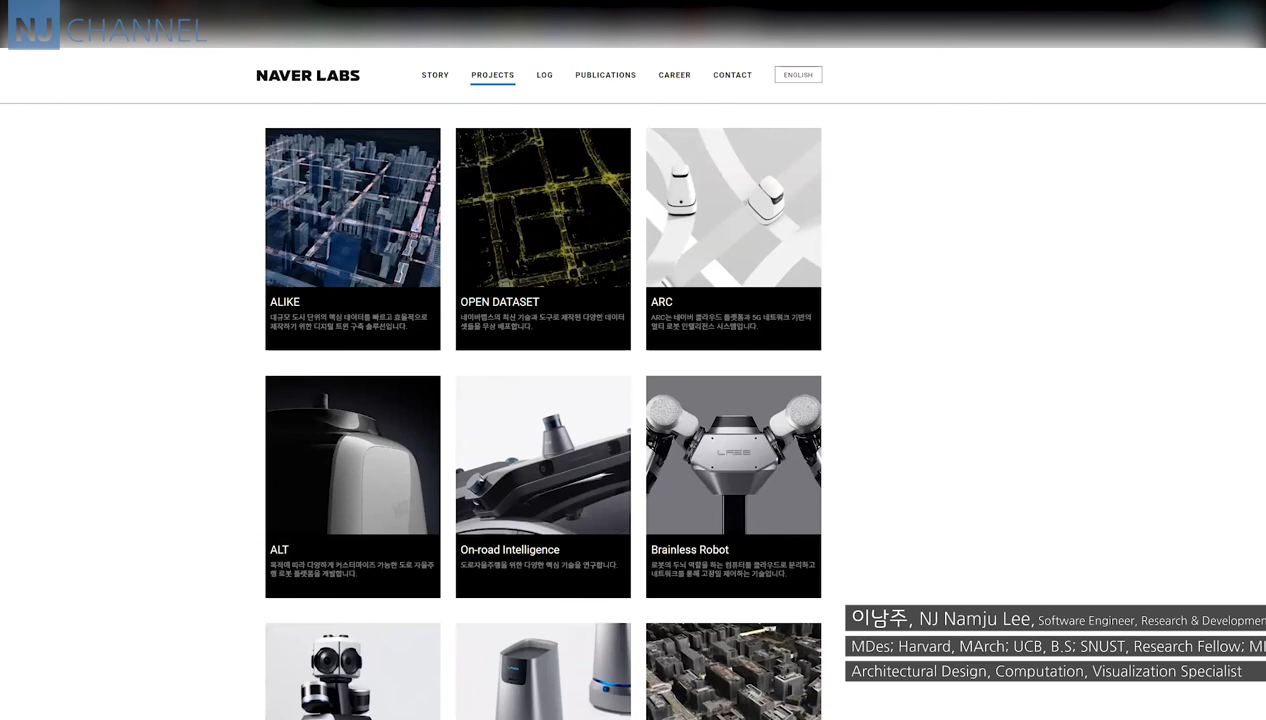 NJ CHANNEL
NAVER LABS
STORY PROJECTS LOG PUBLICATIONS CAREER CONTACT ENGLISH
ALIKE
대규모 도시 단위의 핵심 데이터를 빠르고 효율적으로
제작하기 위한 디지털 트윈 구축 솔루션입니다.
OPEN DATASET
네이버랩스의 최신 기술과 도구로 제작된 다양한 데이터
셋들을 무상 배포합니다.
ARC
ARC는 네이버 클라우드 플랫폼과 5G 네트워크 기반의
멀티 로봇 인텔리전스 시스템입니다.
LABS
ALT
목적에 따라 다양하게 커스터마이즈 가능한 도로 자율주
행 로봇 플랫폼을 개발합니다.
On-road Intelligence
도로자율주행을 위한 다양한 핵심 기술을 연구합니다.
Brainless Robot
로봇의 두뇌 역할을 하는 컴퓨터를 클라우드로 분리하고
네트워크를 통해 고정밀 제어하는 기술입니다.
이남주, NJ Namju Lee, Software Engineer, Research & Developmen
MDes; Harvard, MArch; UCB, B.S; SNUST, Research Fellow;
Architectural Design, Computation, Visualization Specialist